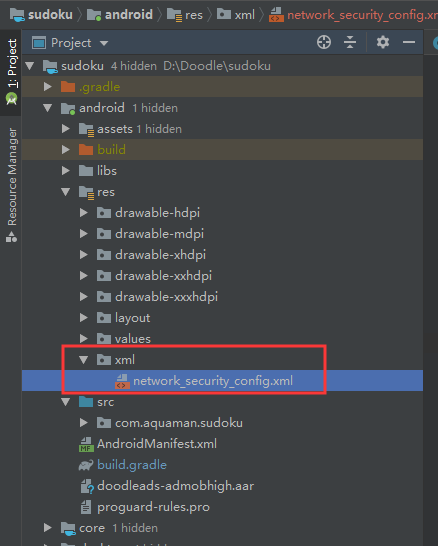 sudoku android res xml network_security_config.xm
1: Project
Resource Manager
Project
sudoku 4 hidden D:\Doodle\sudoku
.gradle
android 1 hidden
assets 1 hidden
build
libs
res
drawable-hdpi
drawable-mdpi
drawable-xhdpi
drawable-xxhdpi
drawable-xxxhdpi
layout
values
xml
network_security_config.xml
src
com.aquaman.sudoku
MF AndroidManifest.xml
build.gradle
doodleads-admobhigh.aar
proguard-rules.pro
core 1 hidden